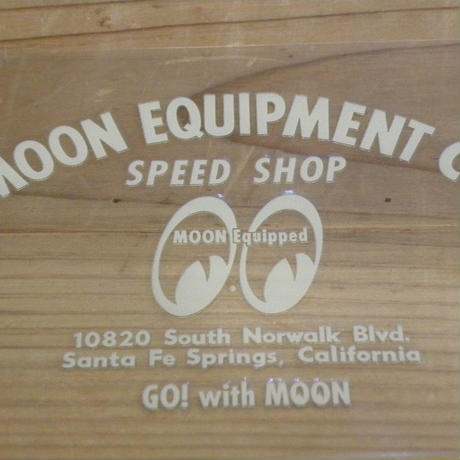 MOON EQUIPMENT C
SPEED SHOP
MOON Equipped
10820 South Norwalk Blvd.
Santa Fe Springs, California
GO! with MOON